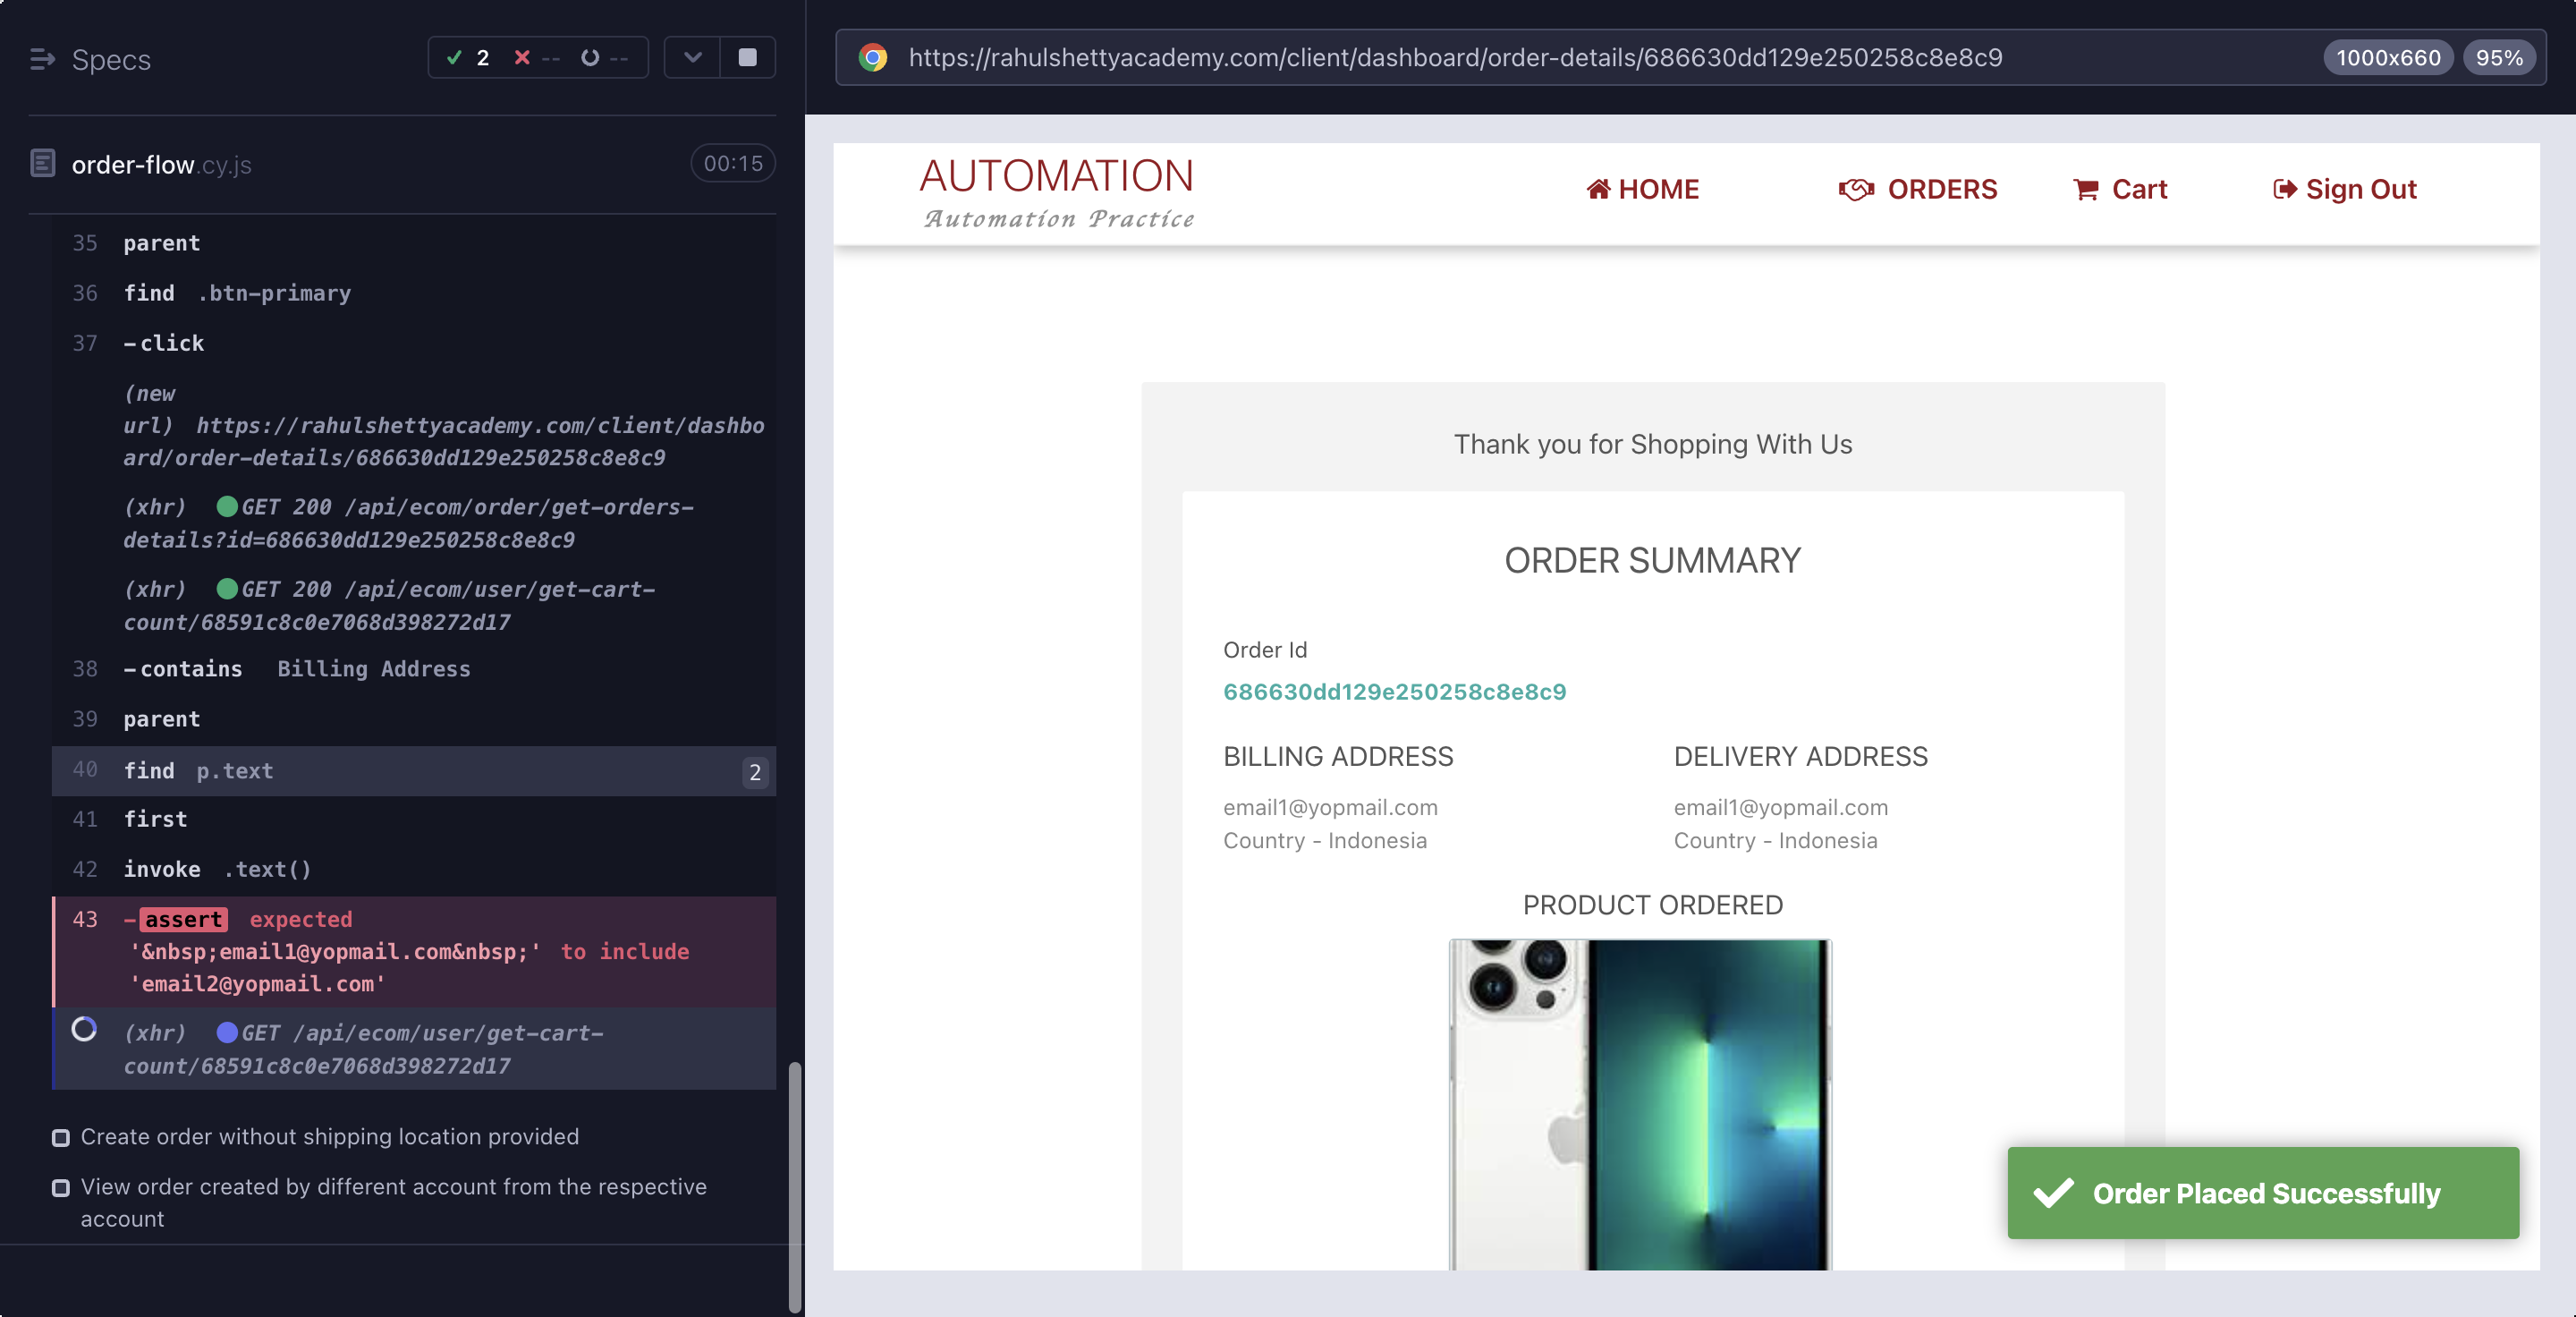 Specs
2 -- --
order-flow.cy.js 00:15
35 parent
36 find .btn-primary
37 -click
(new
url) https://rahulshettyacademy.com/client/dashbo
ard/order-details/686630dd129e250258c8e8c9
(xhr) GET 200 /api/ecom/order/get-orders-
details?id=686630dd129e250258c8e8c9
(xhr) GET 200 /api/ecom/user/get-cart-
count/68591c8c0e7068d398272d17
38 -contains Billing Address
39 parent
40 find p.text 2
41 first
42 invoke .text()
43 -assert expected
'&nbsp;email1@yopmail.com&nbsp;' to include
'email2@yopmail.com'
(xhr) GET /api/ecom/user/get-cart-
count/68591c8c0e7068d398272d17
Create order without shipping location provided
View order created by different account from the respective
account
https://rahulshettyacademy.com/client/dashboard/order-details/686630dd129e250258c8e8c9 1000x660 95%
AUTOMATION
Automation Practice
HOME ORDERS Cart Sign Out
Thank you for Shopping With Us
ORDER SUMMARY
Order Id
686630dd129e250258c8e8c9
BILLING ADDRESS DELIVERY ADDRESS
email1@yopmail.com email1@yopmail.com
Country - Indonesia Country - Indonesia
PRODUCT ORDERED
Order Placed Successfully